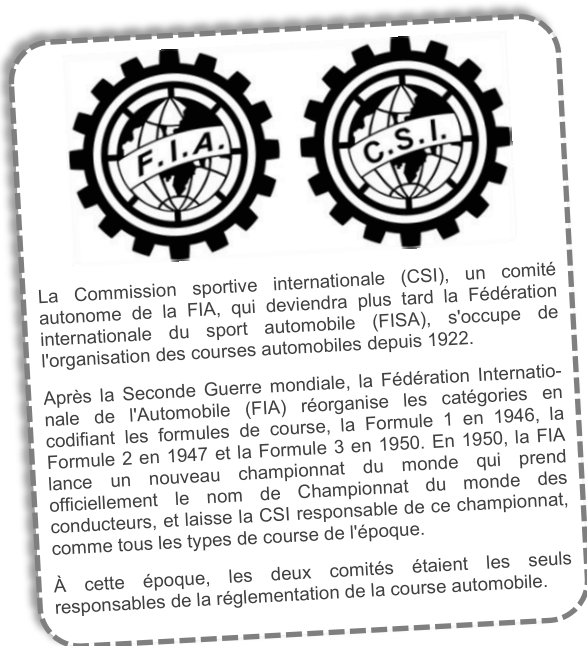 F.I.A.
C.S.I.
La Commission sportive internationale (CSI), un comité
autonome de la FIA, qui deviendra plus tard la Fédération
internationale du sport automobile (FISA), s'occupe de
l'organisation des courses automobiles depuis 1922.
Après la Seconde Guerre mondiale, la Fédération Internatio-
nale de l'Automobile (FIA) réorganise les catégories en
codifiant les formules de course, la Formule 1 en 1946, la
Formule 2 en 1947 et la Formule 3 en 1950. En 1950, la FIA
lance un nouveau championnat du monde qui prend
officiellement le nom de Championnat du monde des
conducteurs, et laisse la CSI responsable de ce championnat,
comme tous les types de course de l'époque.
À cette époque, les deux comités étaient les seuls
responsables de la réglementation de la course automobile.